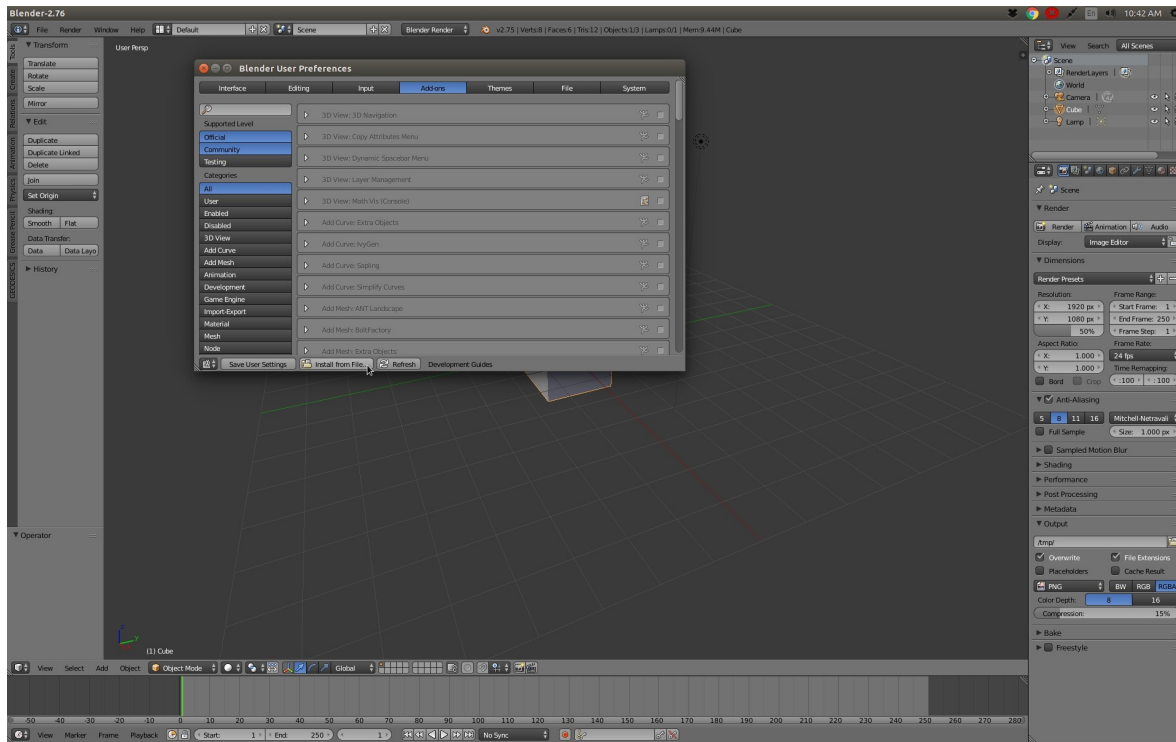 Blender-2.76
En 10:42 AM
File Render Window Help Default Scene Blender Render v2.75 | Verts:8 | Faces:6 | Tris:12 | Objects:1/3 | Lamps:0/1 | Mem:9.44M | Cube
View Search All Scenes
Tools
Create
Relations
Animation
Physics
Grease Pencil
GEODESICS
Transform
Translate
Rotate
Scale
Mirror
Edit
Duplicate
Duplicate Linked
Delete
Join
Set Origin
Shading:
Smooth Flat
Data Transfer:
Data Data Layo
History
Operator
User Persp
Blender User Preferences
Interface Editing Input Add-ons Themes File System
Supported Level
Official
Community
Testing
Categories
All
User
Enabled
Disabled
3D View
Add Curve
Add Mesh
Animation
Development
Game Engine
Import-Export
Material
Mesh
Node
3D View: 3D Navigation
3D View: Copy Attributes Menu
3D View: Dynamic Spacebar Menu
3D View: Layer Management
3D View: Math Vis (Console)
Add Curve: Extra Objects
Add Curve: IvyGen
Add Curve: Sapling
Add Curve: Simplify Curves
Add Mesh: ANT Landscape
Add Mesh: BoltFactory
Add Mesh: Extra Objects
Save User Settings Install from File... Refresh Development Guides
z
y
(1) Cube
View Select Add Object Object Mode Global
-50 -40 -30 -20 -10 0 10 20 30 40 50 60 70 80 90 100 110 120 130 140 150 160 170 180 190 200 210 220 230 240 250 260 270 280
View Marker Frame Playback Start: 1 End: 250 1 No Sync
Scene
RenderLayers
World
Camera
Cube
Lamp
Scene
Render
Render Animation Audio
Display: Image Editor
Dimensions
Render Presets
Resolution: Frame Range:
X: 1920 px Start Frame: 1
Y: 1080 px End Frame: 250
50% Frame Step: 1
Aspect Ratio: Frame Rate:
X: 1.000 24 fps
Y: 1.000 Time Remapping:
Bord Crop :100 :100
Anti-Aliasing
5 8 11 16 Mitchell-Netravali
Full Sample Size: 1.000 px
Sampled Motion Blur
Shading
Performance
Post Processing
Metadata
Output
/tmp/
Overwrite File Extensions
Placeholders Cache Result
PNG BW RGB RGBA
Color Depth: 8 16
Compression: 15%
Bake
Freestyle